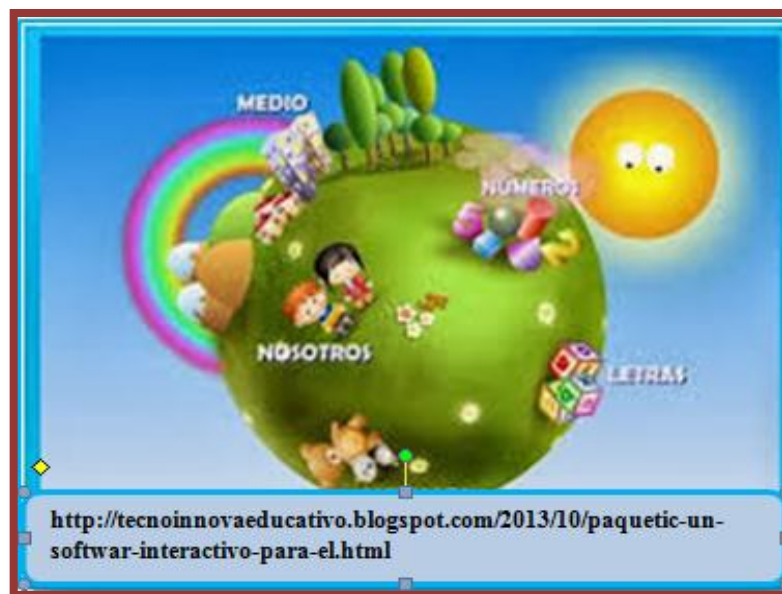 MEDIO
NUMEROS
NOSOTROS
LETRAS
http://tecnoinnovaeducativo.blogspot.com/2013/10/paquetic-un-
softwar-interactivo-para-el.html